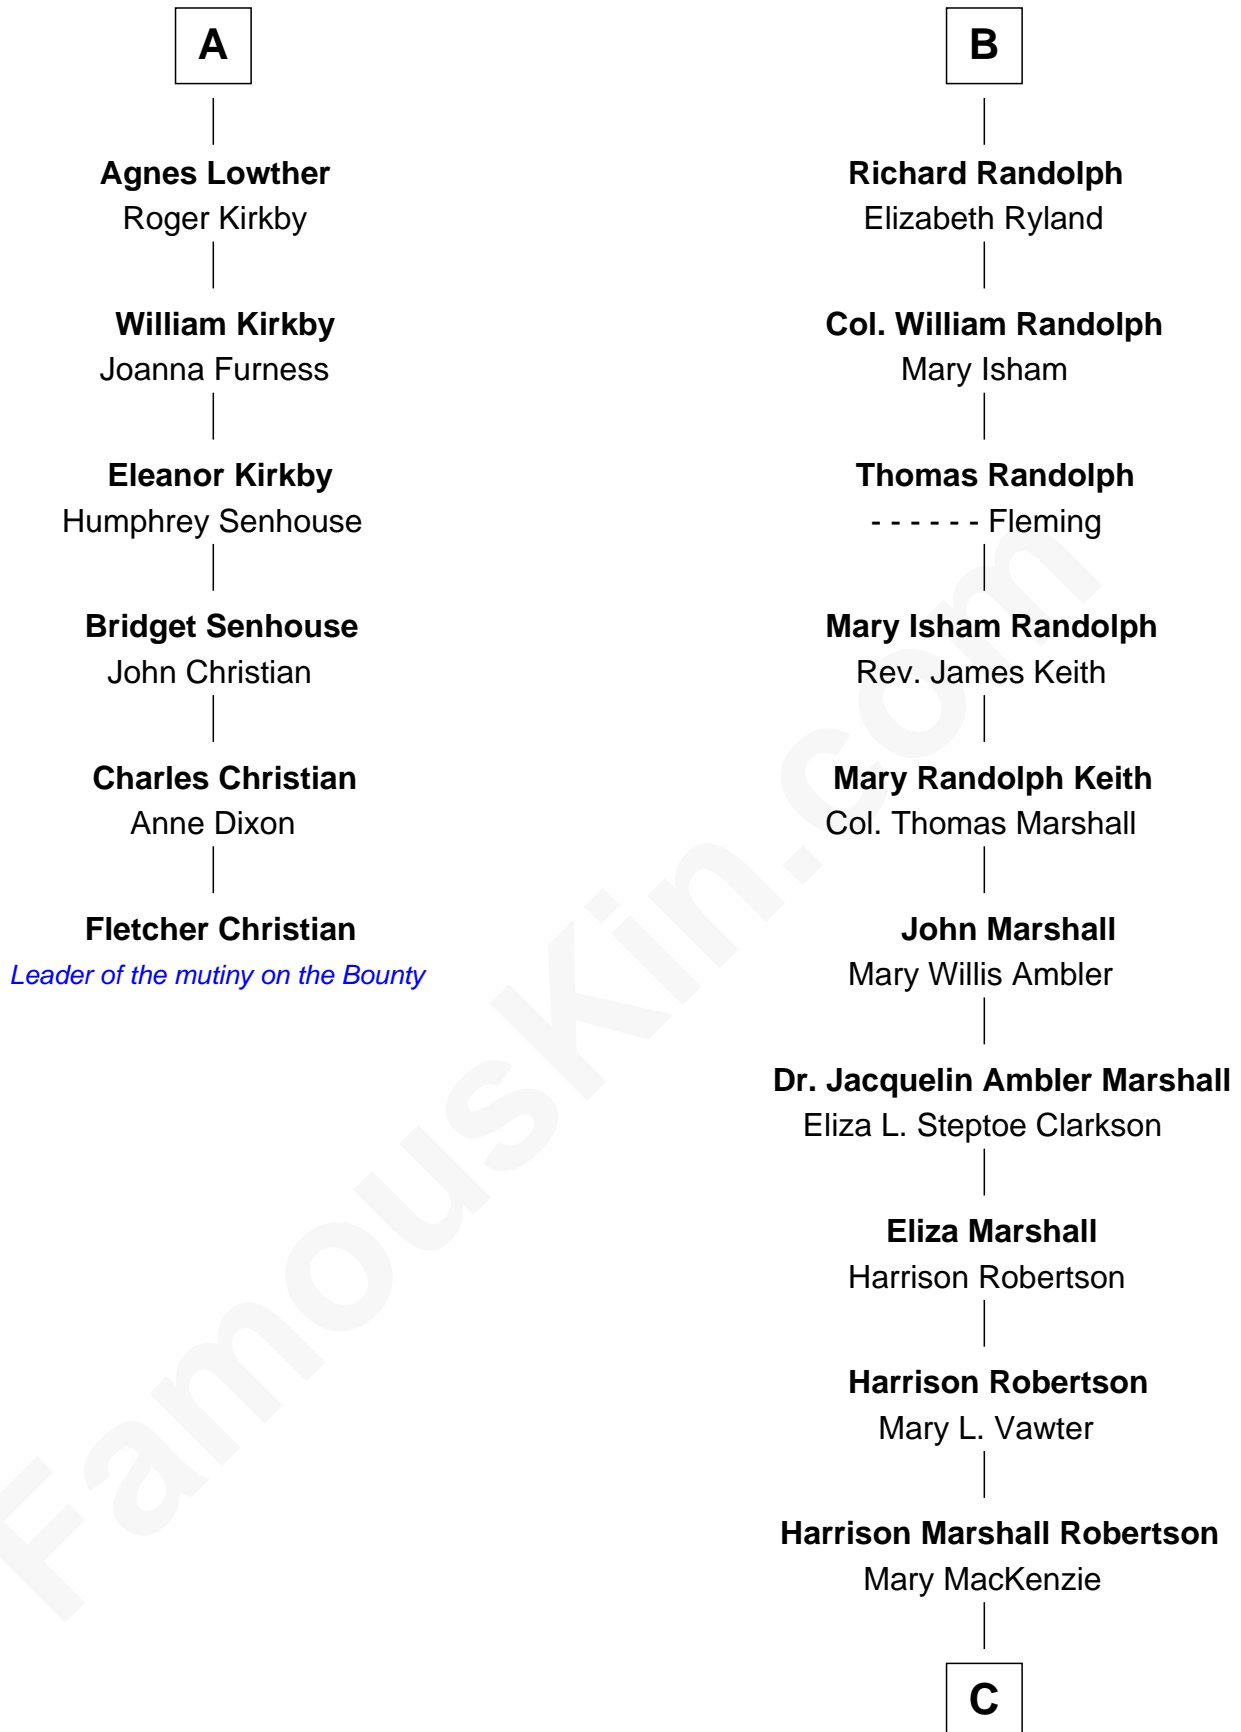 A
Agnes Lowther
Roger Kirkby
William Kirkby
Joanna Furness
Eleanor Kirkby
Humphrey Senhouse
Bridget Senhouse
John Christian
Charles Christian
Anne Dixon
Fletcher Christian
Leader of the mutiny on the Bounty
B
Richard Randolph
Elizabeth Ryland
Col. William Randolph
Mary Isham
Thomas Randolph
- - - - - - Fleming
Mary Isham Randolph
Rev. James Keith
Mary Randolph Keith
Col. Thomas Marshall
John Marshall
Mary Willis Ambler
Dr. Jacquelin Ambler Marshall
Eliza L. Steptoe Clarkson
Eliza Marshall
Harrison Robertson
Harrison Robertson
Mary L. Vawter
Harrison Marshall Robertson
Mary MacKenzie
C
FamousKin.com